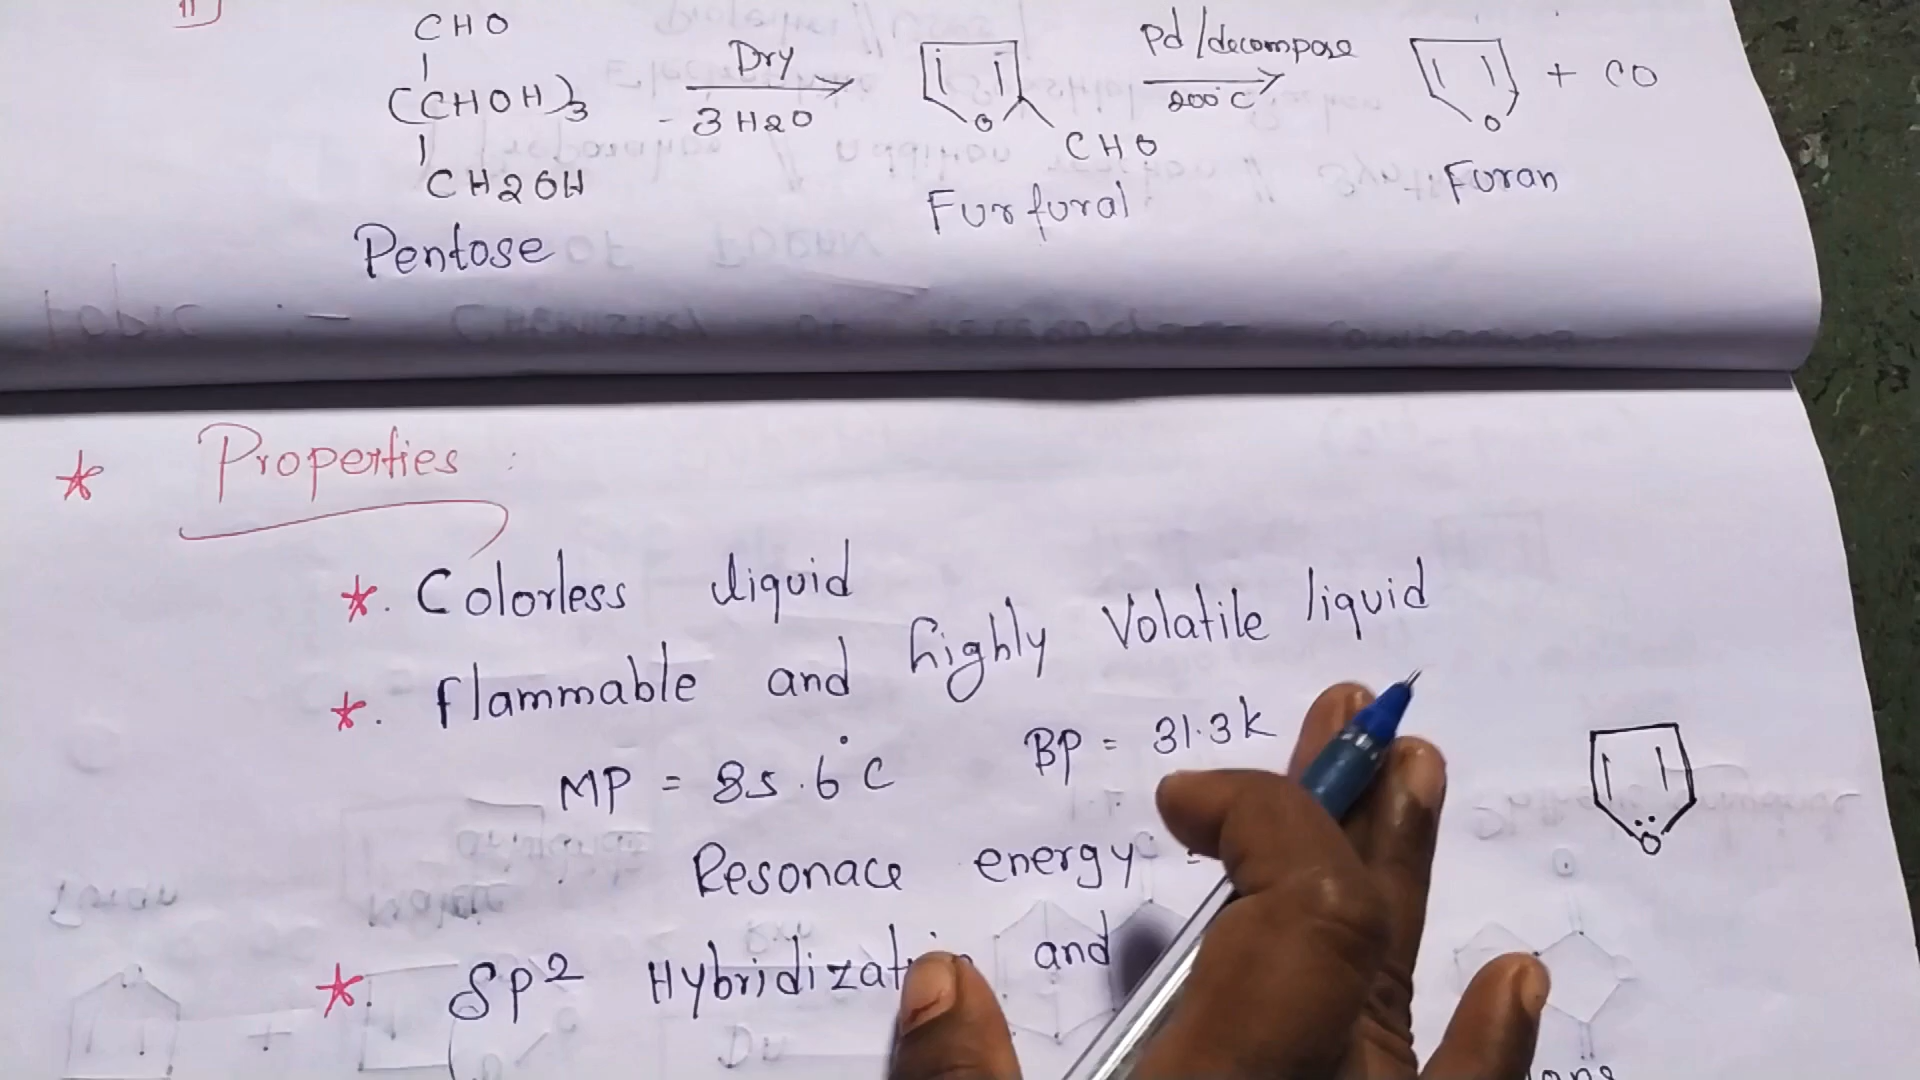 CHO
(CHOH)3
CH2OH
Pentose
Dry
- 3H2O
O
CHO
Furfural
Pd/decompose
200°C
O
+ CO
Furan
Properties :
Colorless liquid
flammable and highly Volatile liquid
MP = 85.6°C BP = 31.3k
O
Resonace energy =
Sp2 Hybridization and